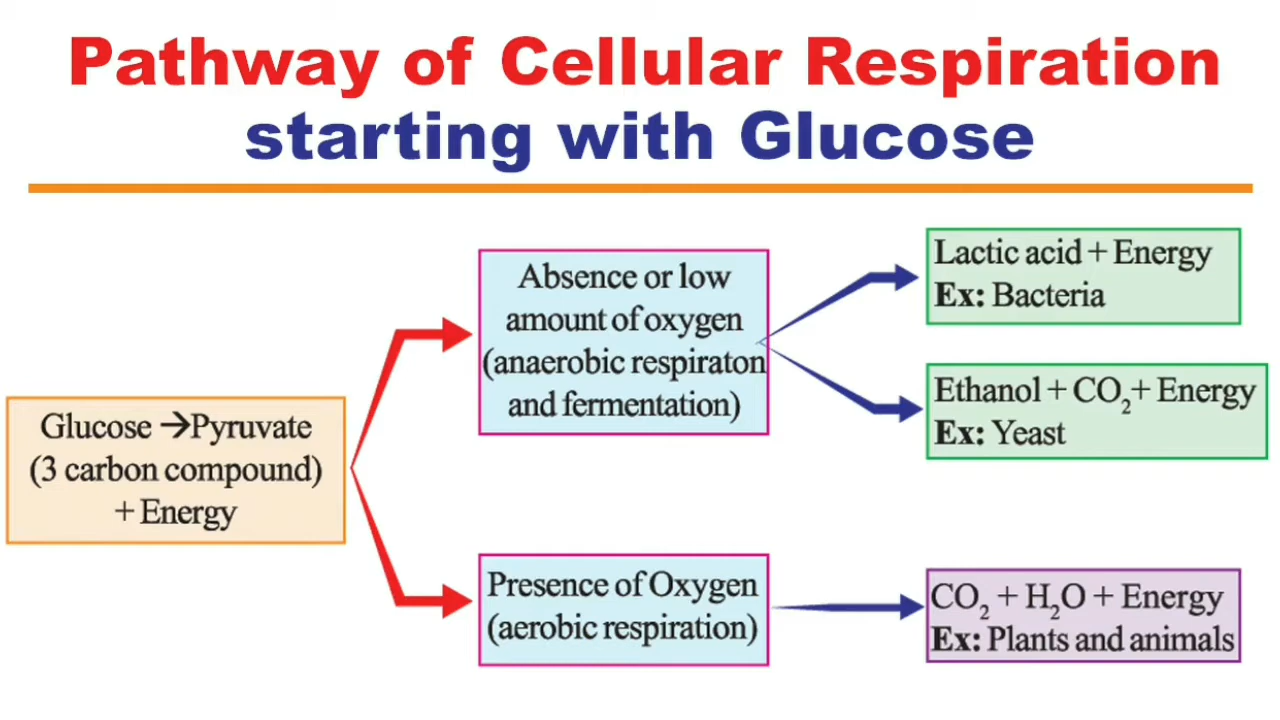 Pathway of Cellular Respiration
starting with Glucose
Glucose →Pyruvate
(3 carbon compound)
+ Energy
Absence or low
amount of oxygen
(anaerobic respiraton
and fermentation)
Lactic acid + Energy
Ex: Bacteria
Ethanol + CO₂+ Energy
Ex: Yeast
Presence of Oxygen
(aerobic respiration)
CO₂ + H₂O + Energy
Ex: Plants and animals